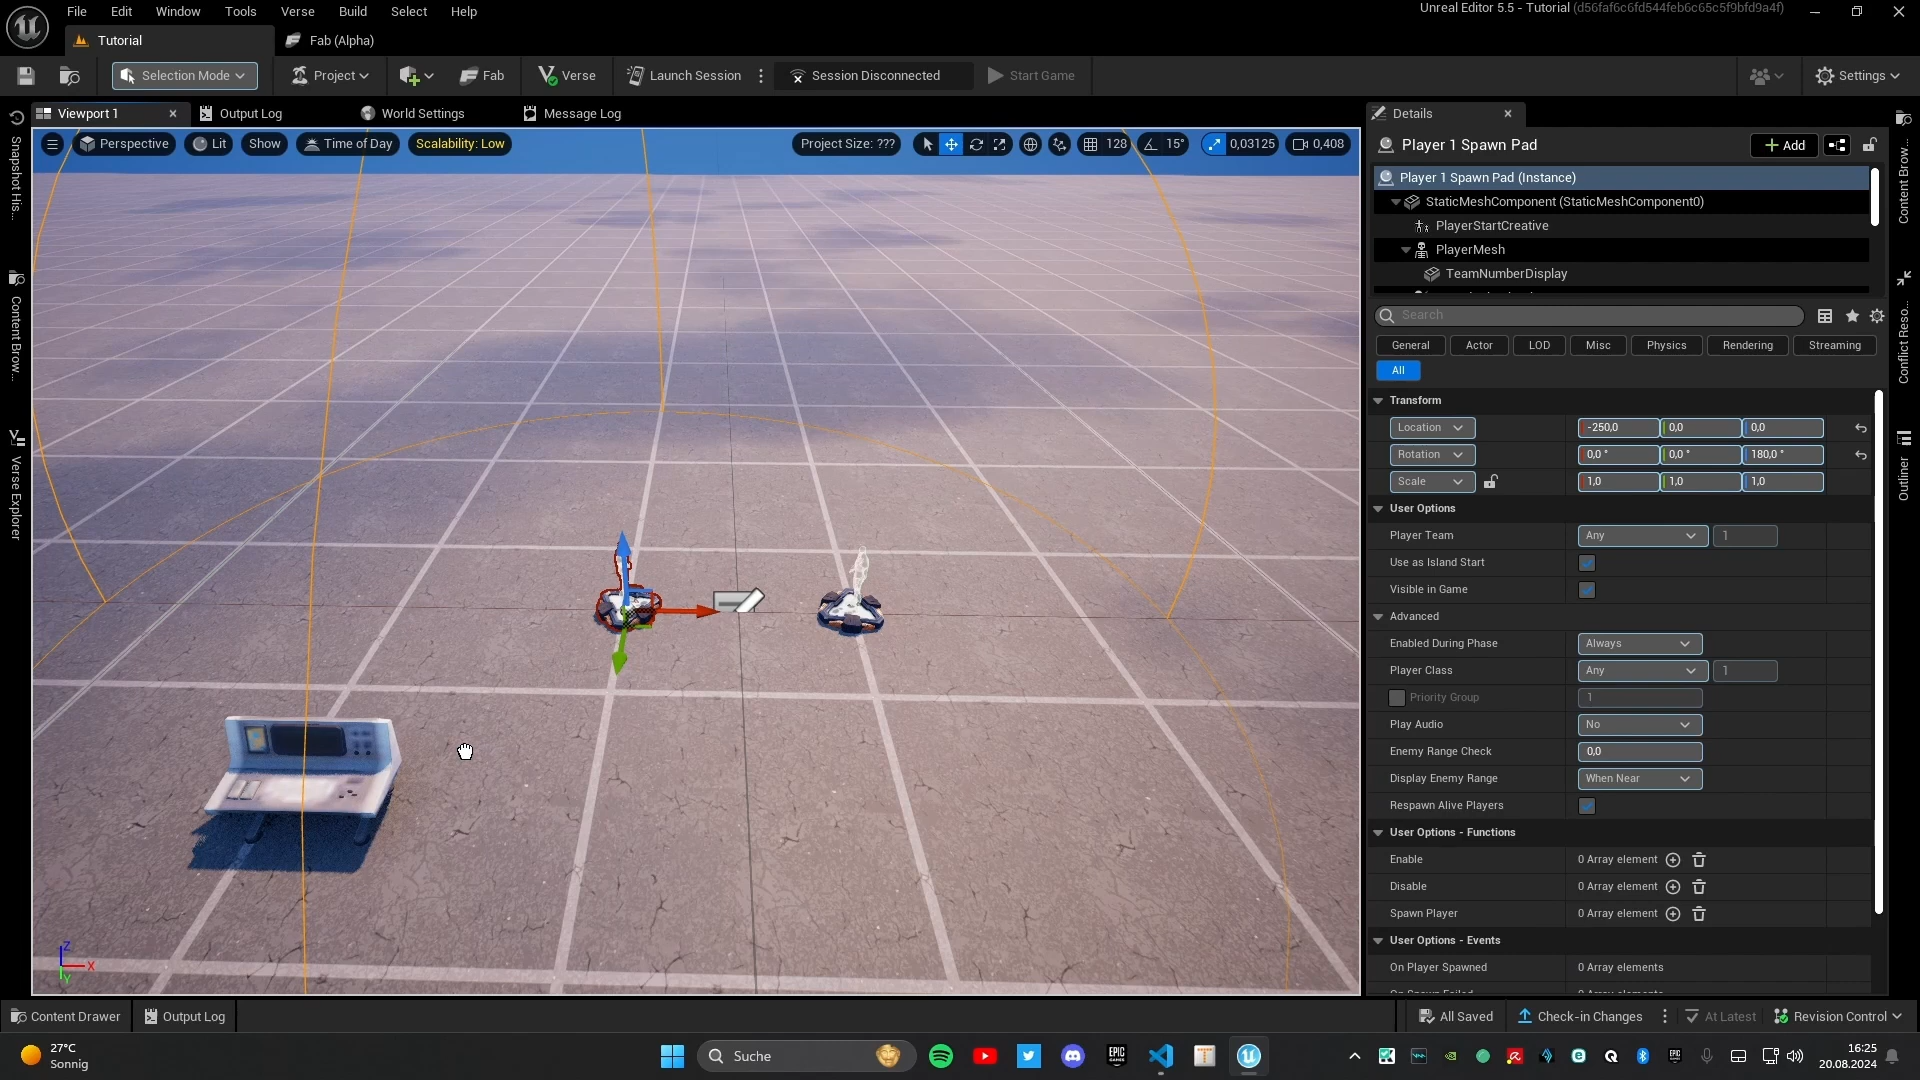 File Edit Window Tools Verse Build Select Help
Unreal Editor 5.5 - Tutorial (d56faf6c6fd544feb6c65c5f9bfd9a4f)
Tutorial
Fab (Alpha)
Selection Mode
Project
Fab
Verse
Launch Session
Session Disconnected
Start Game
Settings
Viewport 1
Output Log
World Settings
Message Log
Perspective
Lit
Show
Time of Day
Scalability: Low
Project Size: ???
128
15°
0,03125
0,408
Snapshot His...
Content Brow...
Verse Explorer
Z
X
Y
Details
Player 1 Spawn Pad
Add
Player 1 Spawn Pad (Instance)
StaticMeshComponent (StaticMeshComponent0)
PlayerStartCreative
PlayerMesh
TeamNumberDisplay
Search
General Actor LOD Misc Physics Rendering Streaming
All
Transform
Location -250,0 0,0 0,0
Rotation 0,0 ° 0,0 ° 180,0 °
Scale 1,0 1,0 1,0
User Options
Player Team Any 1
Use as Island Start
Visible in Game
Advanced
Enabled During Phase Always
Player Class Any 1
Priority Group 1
Play Audio No
Enemy Range Check 0,0
Display Enemy Range When Near
Respawn Alive Players
User Options - Functions
Enable 0 Array element
Disable 0 Array element
Spawn Player 0 Array element
User Options - Events
On Player Spawned 0 Array elements
Content Brow...
Conflict Reso...
Outliner
Content Drawer
Output Log
All Saved
Check-in Changes
At Latest
Revision Control
27°C
Sonnig
Suche
EPIC GAMES
16:25
20.08.2024